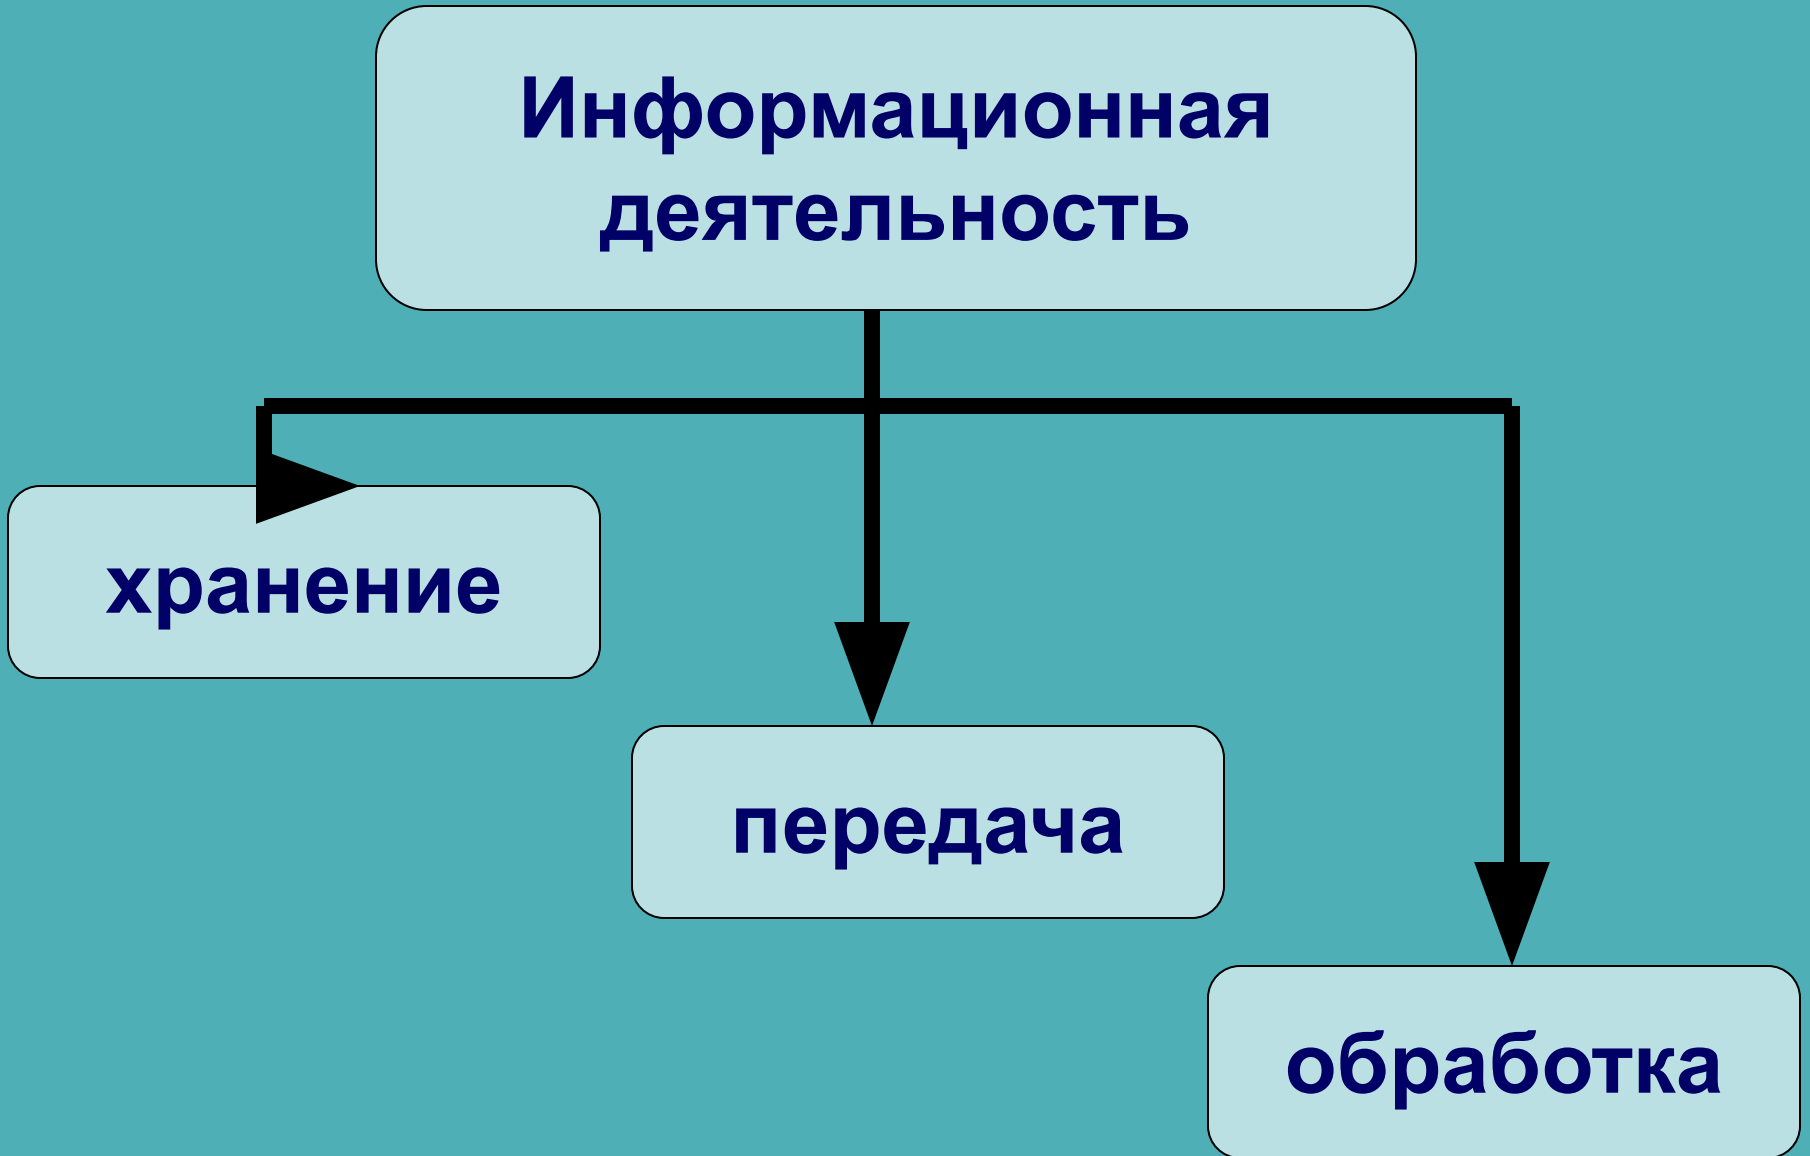 Информационная
деятельность
хранение
передача
обработка